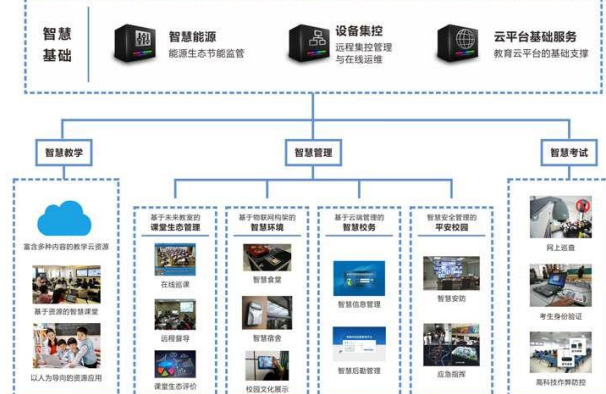 智慧
基础
智慧能源
能源生态节能监管
设备集控
远程集控管理
与在线运维
云平台基础服务
教育云平台的基础支撑
智慧教学
智慧管理
智慧考试
富含多种内容的教学云资源
基于资源的智慧课堂
以人为导向的资源应用
基于未来教室的
课堂生态管理
在线巡课
远程督导
课堂生态评价
基于物联网构架的
智慧环境
智慧食堂
智慧宿舍
校园文化展示
基于云端管理的
智慧校务
智慧信息管理
智慧后勤管理
智慧安全管理的
平安校园
智慧安防
应急指挥
网上巡查
考生身份验证
高科技作弊防控